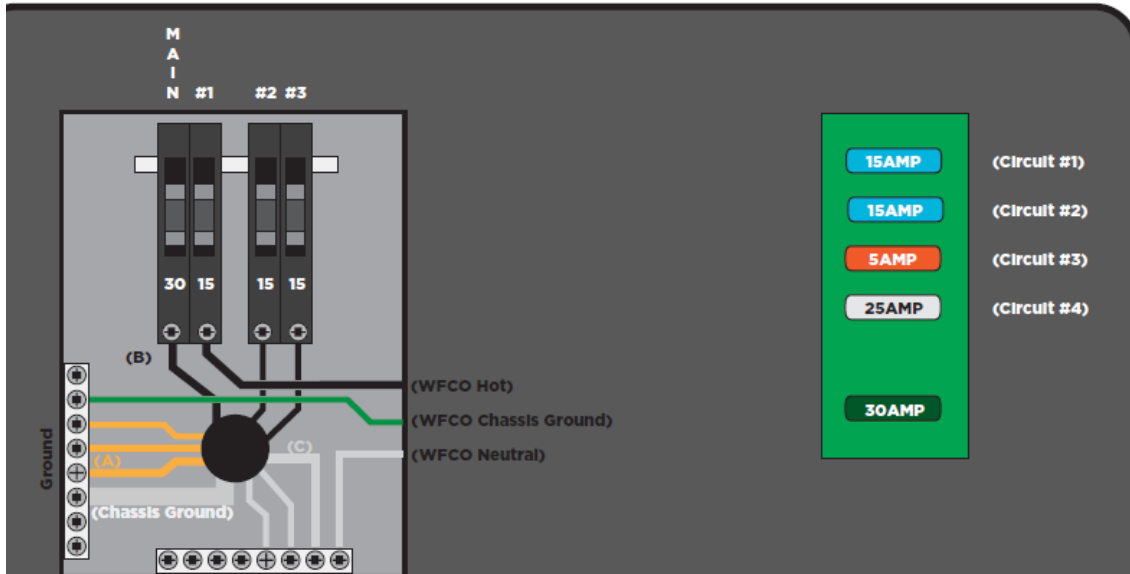 MAIN
#1
#2 #3
30 15 15 15
(B)
(WFCO Hot)
(WFCO Chassis Ground)
(C)
(WFCO Neutral)
Ground
(A)
(Chassis Ground)
15AMP (Circuit #1)
15AMP (Circuit #2)
5AMP (Circuit #3)
25AMP (Circuit #4)
30AMP